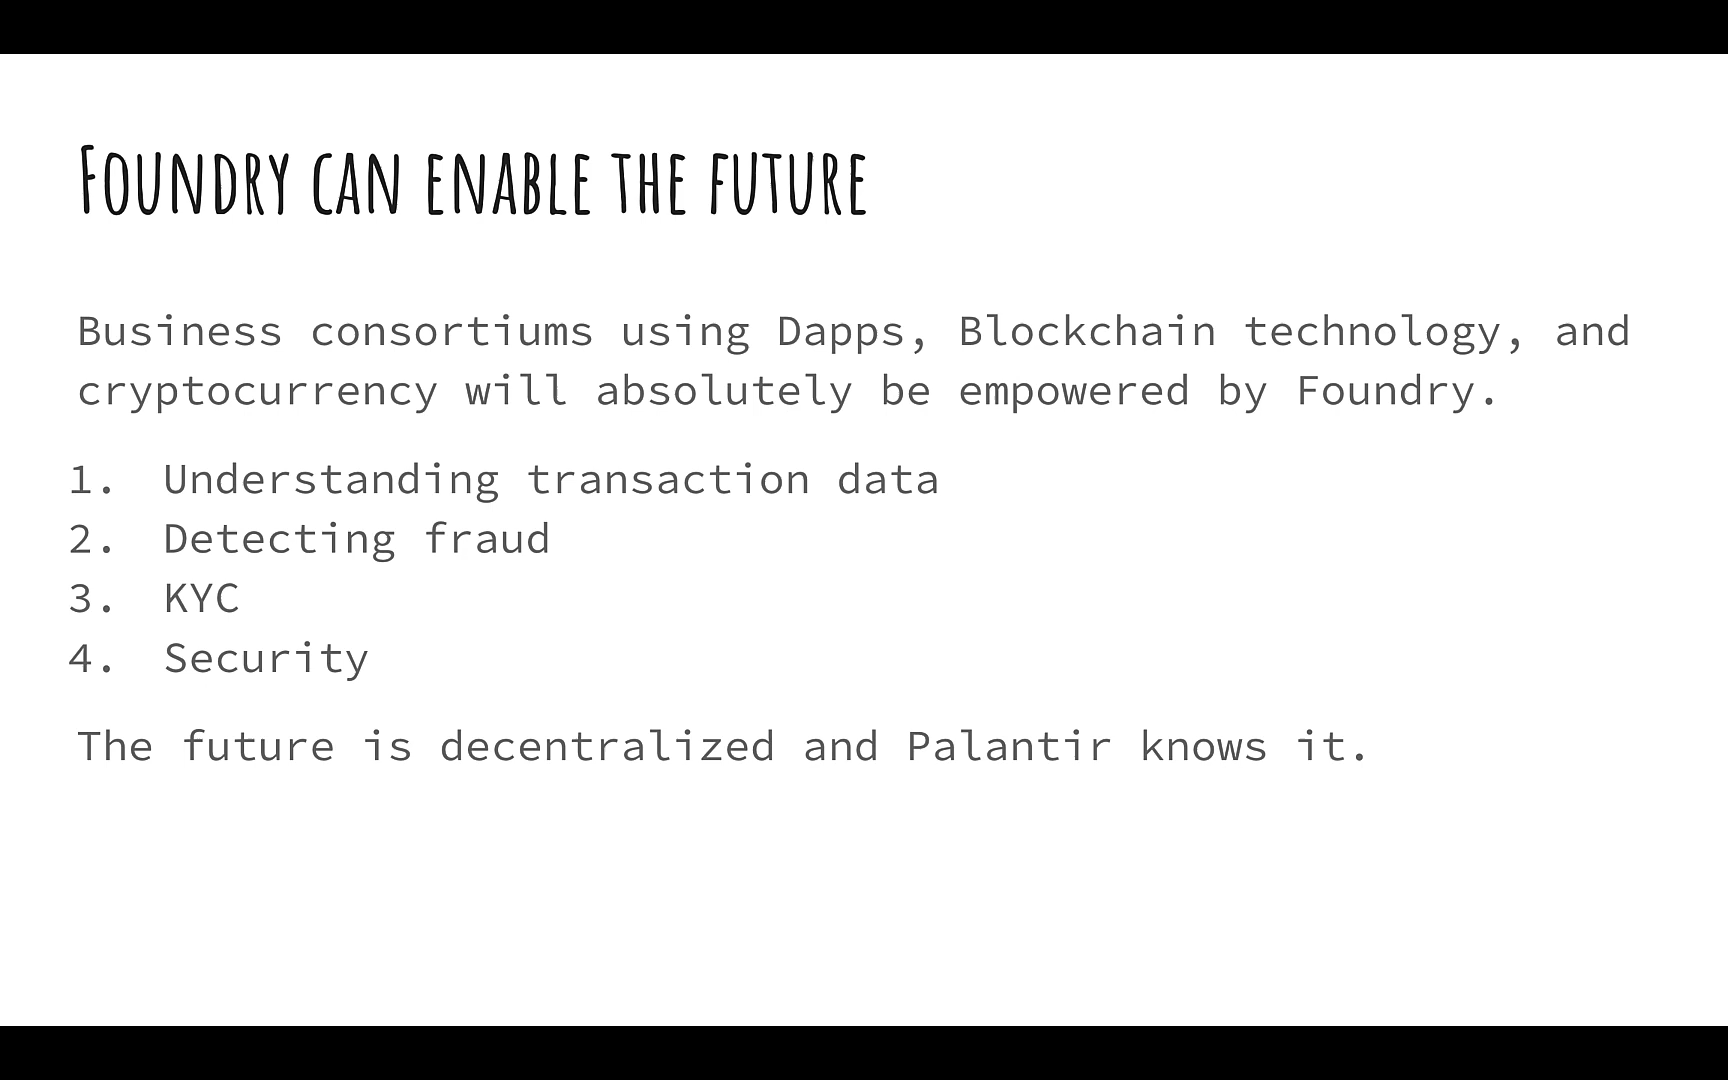 Foundry can enable the future
Business consortiums using Dapps, Blockchain technology, and
cryptocurrency will absolutely be empowered by Foundry.
1. Understanding transaction data
2. Detecting fraud
3. KYC
4. Security
The future is decentralized and Palantir knows it.